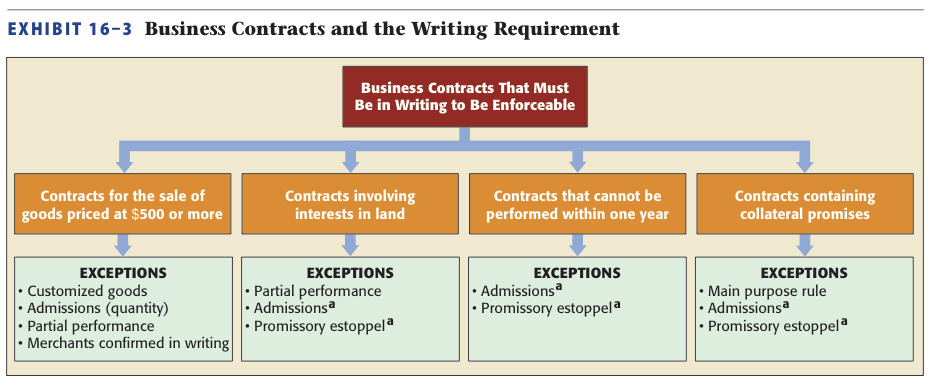 EXHIBIT 16–3 Business Contracts and the Writing Requirement
Business Contracts That Must
Be in Writing to Be Enforceable
Contracts for the sale of
goods priced at $500 or more
Contracts involving
interests in land
Contracts that cannot be
performed within one year
Contracts containing
collateral promises
EXCEPTIONS
• Customized goods
• Admissions (quantity)
• Partial performance
• Merchants confirmed in writing
EXCEPTIONS
• Partial performance
• Admissionsa
• Promissory estoppela
EXCEPTIONS
• Admissionsa
• Promissory estoppela
EXCEPTIONS
• Main purpose rule
• Admissionsa
• Promissory estoppela